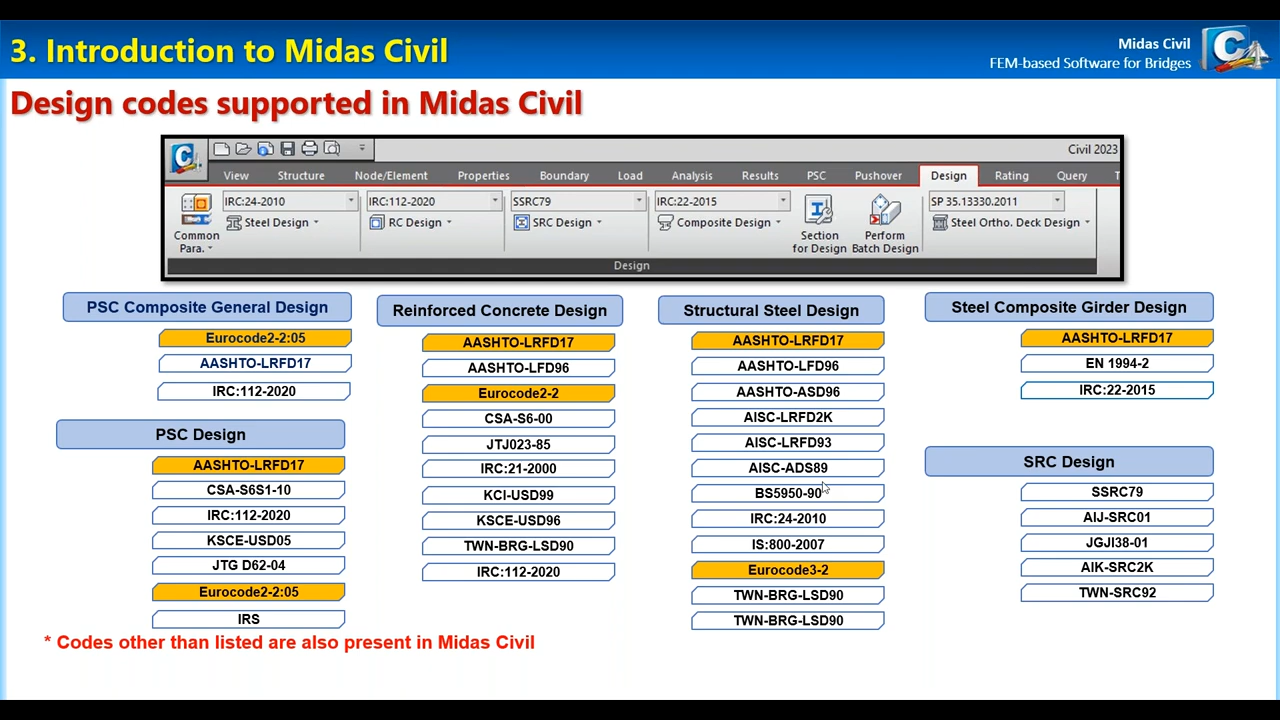 3. Introduction to Midas Civil
Midas Civil
FEM-based Software for Bridges
Design codes supported in Midas Civil
Civil 2023
View Structure Node/Element Properties Boundary Load Analysis Results PSC Pushover Design Rating Query T
IRC:24-2010 IRC:112-2020 SSRC79 IRC:22-2015 SP 35.13330.2011
Steel Design RC Design SRC Design Composite Design Steel Ortho. Deck Design
Common
Para.
Section
for Design
Perform
Batch Design
Design
PSC Composite General Design
Eurocode2-2:05
AASHTO-LRFD17
IRC:112-2020
PSC Design
AASHTO-LRFD17
CSA-S6S1-10
IRC:112-2020
KSCE-USD05
JTG D62-04
Eurocode2-2:05
IRS
Reinforced Concrete Design
AASHTO-LRFD17
AASHTO-LFD96
Eurocode2-2
CSA-S6-00
JTJ023-85
IRC:21-2000
KCI-USD99
KSCE-USD96
TWN-BRG-LSD90
IRC:112-2020
Structural Steel Design
AASHTO-LRFD17
AASHTO-LFD96
AASHTO-ASD96
AISC-LRFD2K
AISC-LRFD93
AISC-ADS89
BS5950-90
IRC:24-2010
IS:800-2007
Eurocode3-2
TWN-BRG-LSD90
TWN-BRG-LSD90
Steel Composite Girder Design
AASHTO-LRFD17
EN 1994-2
IRC:22-2015
SRC Design
SSRC79
AIJ-SRC01
JGJ138-01
AIK-SRC2K
TWN-SRC92
* Codes other than listed are also present in Midas Civil